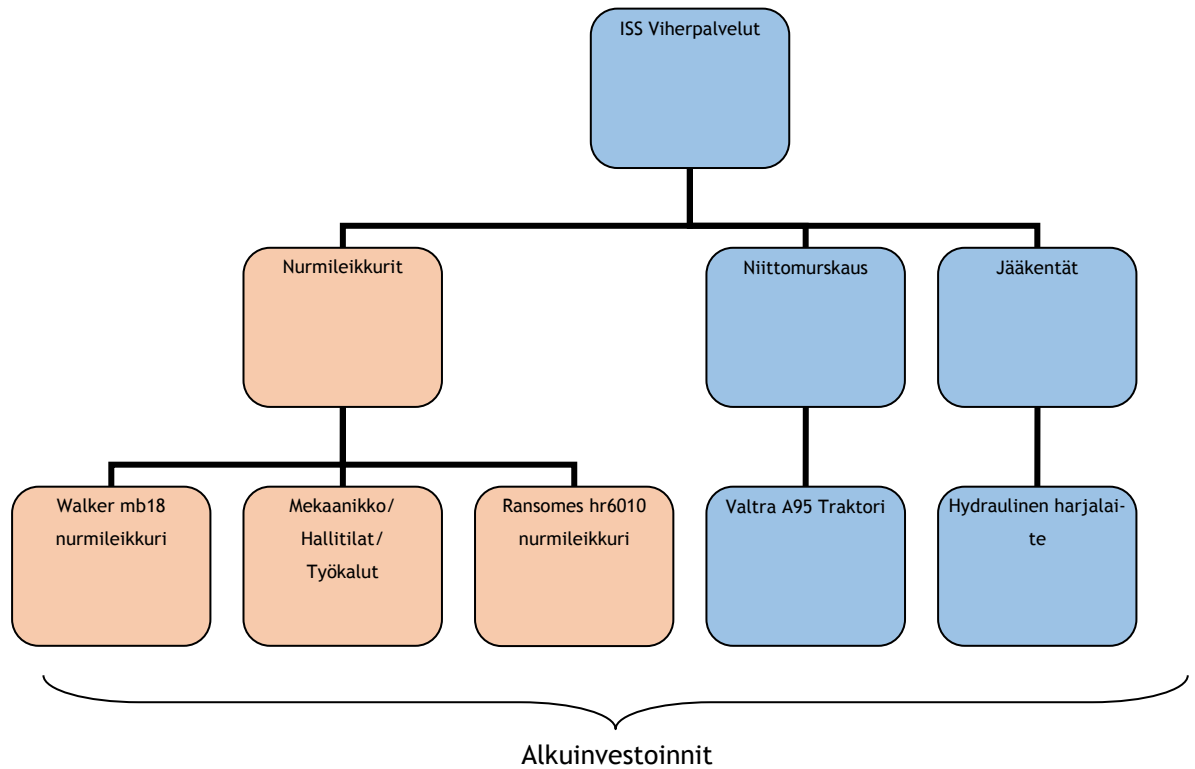 ISS Viherpalvelut
Nurmileikkurit
Niittomurskaus
Jääkentät
Walker mb18
nurmileikkuri
Mekaanikko/
Hallitilat/
Työkalut
Ransomes hr6010
nurmileikkuri
Valtra A95 Traktori
Hydraulinen harjalai-
te
Alkuinvestoinnit